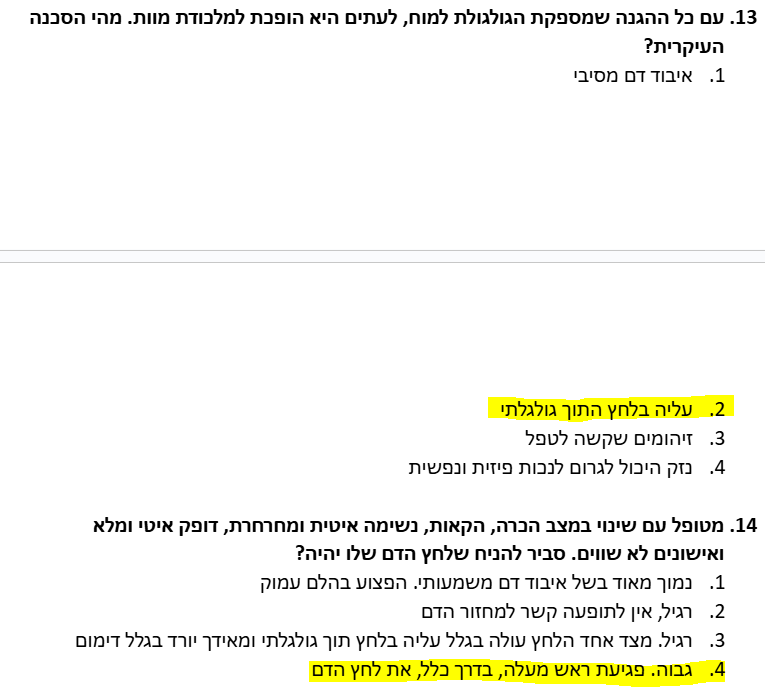 13. עם כל ההגנה שמספקת הגולגולת למוח, לעתים היא הופכת למלכודת מוות. מהי הסכנה
העיקרית?
1. איבוד דם מסיבי
2. עליה בלחץ התוך גולגלתי
3. זיהומים שקשה לטפל
4. נזק היכול לגרום לנכות פיזית ונפשית
14. מטופל עם שינוי במצב הכרה, הקאות, נשימה איטית ומחרחרת, דופק איטי ומלא
ואישונים לא שווים. סביר להניח שלחץ הדם שלו יהיה?
1. נמוך מאוד בשל איבוד דם משמעותי. הפצוע בהלם עמוק
2. רגיל, אין לתופעה קשר למחזור הדם
3. רגיל. מצד אחד הלחץ עולה בגלל עליה בלחץ תוך גולגלתי ומאידך יורד בגלל דימום
4. גבוה. פגיעת ראש מעלה, בדרך כלל, את לחץ הדם